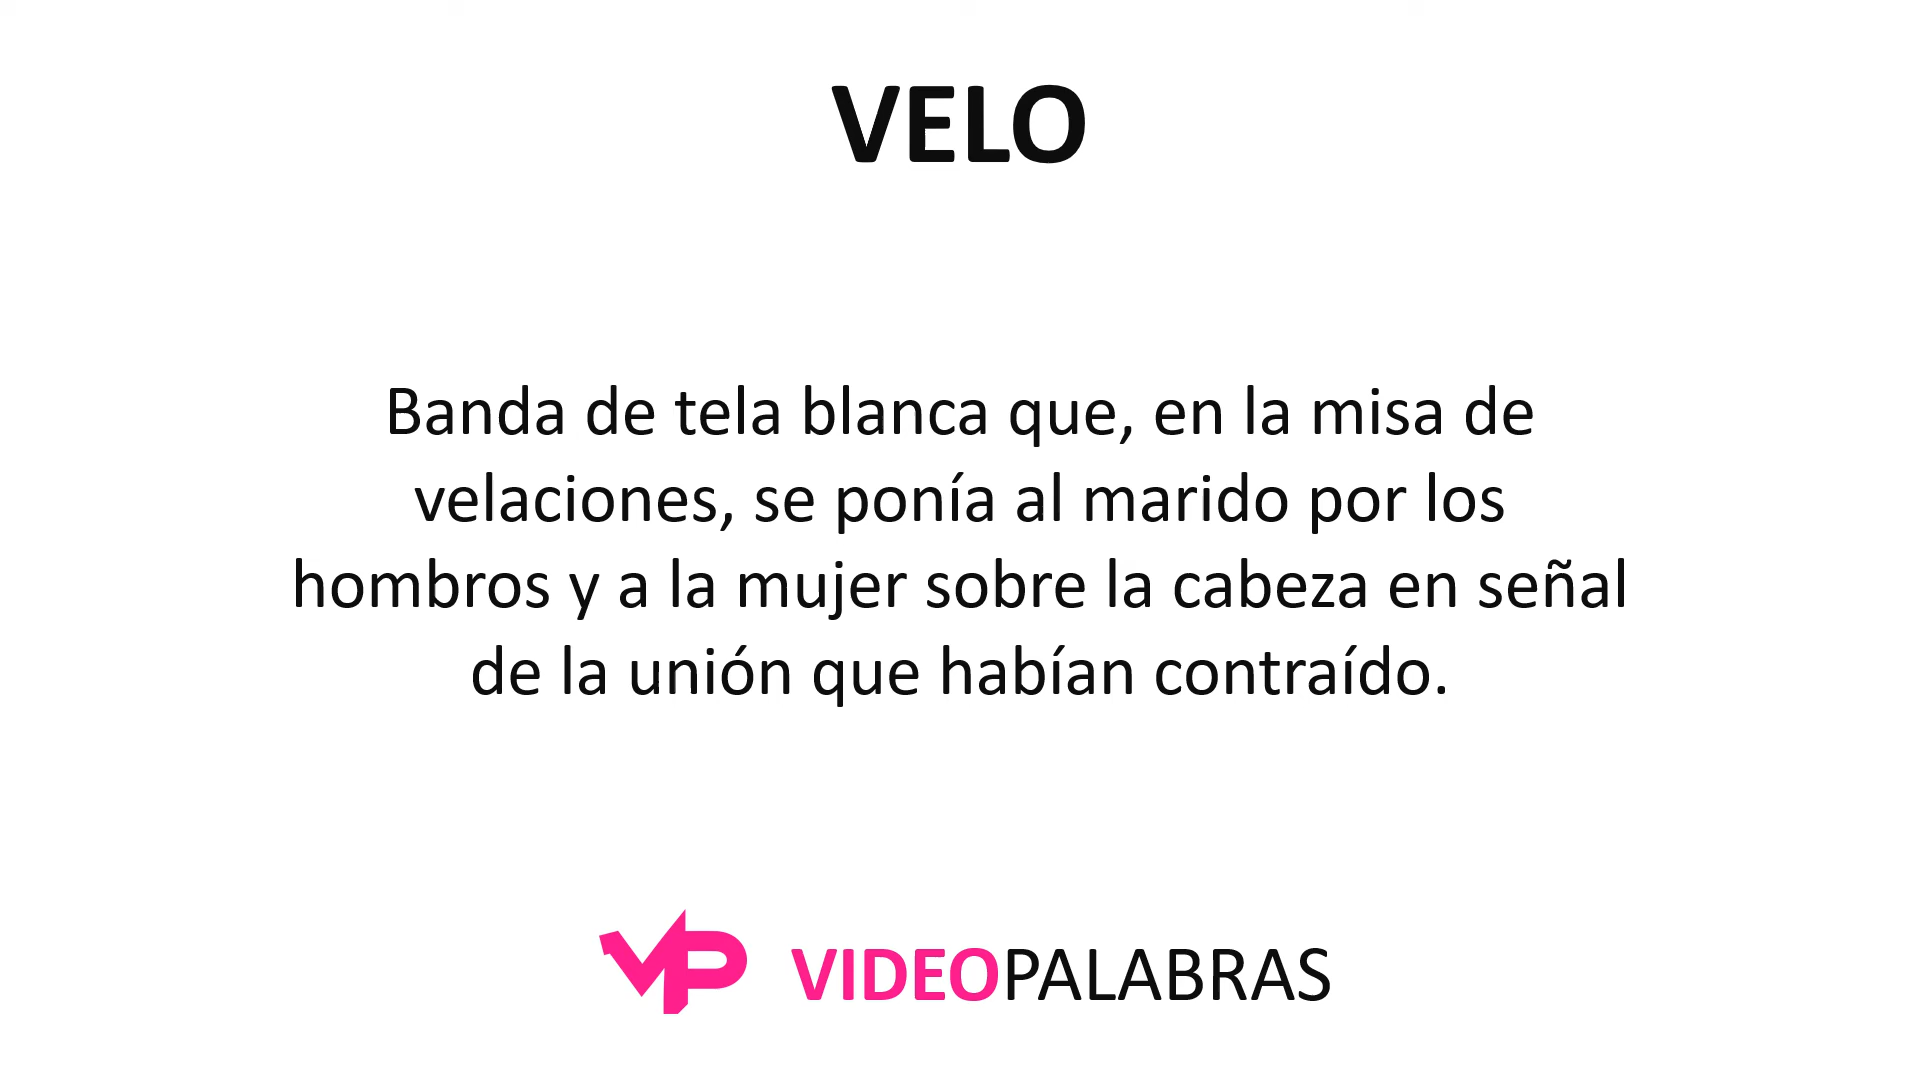 VELO
Banda de tela blanca que, en la misa de
velaciones, se ponía al marido por los
hombros y a la mujer sobre la cabeza en señal
de la unión que habían contraído.
VP VIDEOPALABRAS